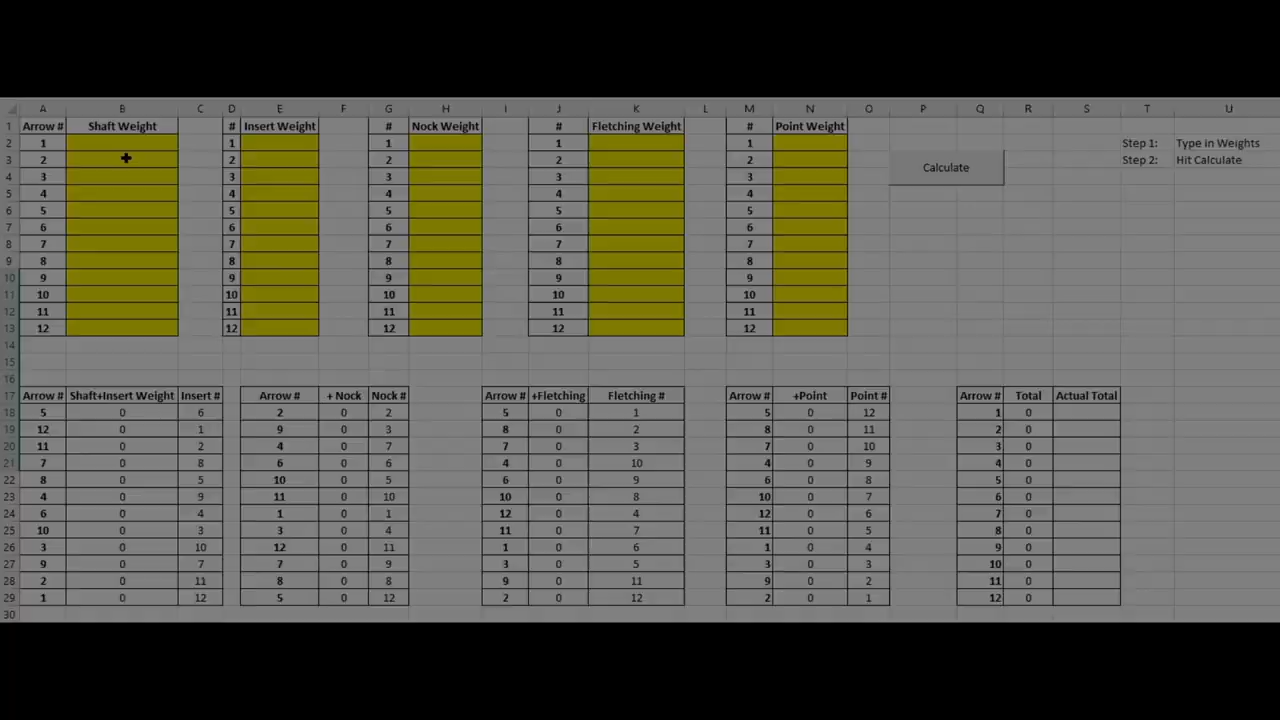 A B C D E F G H I J K L M N O P Q R S T U
1 Arrow # Shaft Weight # Insert Weight # Nock Weight # Fletching Weight # Point Weight
2 1 1 1 1 1 Step 1: Type in Weights
3 2 2 2 2 2 Step 2: Hit Calculate
Calculate
4 3 3 3 3 3
5 4 4 4 4 4
6 5 5 5 5 5
7 6 6 6 6 6
8 7 7 7 7 7
9 8 8 8 8 8
10 9 9 9 9 9
11 10 10 10 10 10
12 11 11 11 11 11
13 12 12 12 12 12
14
15
16
17 Arrow # Shaft+Insert Weight Insert # Arrow # + Nock Nock # Arrow # +Fletching Fletching # Arrow # +Point Point # Arrow # Total Actual Total
18 5 0 6 2 0 2 5 0 1 5 0 12 1 0
19 12 0 1 9 0 3 8 0 2 8 0 11 2 0
20 11 0 2 4 0 7 7 0 3 7 0 10 3 0
21 7 0 8 6 0 6 4 0 10 4 0 9 4 0
22 8 0 5 10 0 5 6 0 9 6 0 8 5 0
23 4 0 9 11 0 10 10 0 8 10 0 7 6 0
24 6 0 4 1 0 1 12 0 4 12 0 6 7 0
25 10 0 3 3 0 4 11 0 7 11 0 5 8 0
26 3 0 10 12 0 11 1 0 6 1 0 4 9 0
27 9 0 7 7 0 9 3 0 5 3 0 3 10 0
28 2 0 11 8 0 8 9 0 11 9 0 2 11 0
29 1 0 12 5 0 12 2 0 12 2 0 1 12 0
30